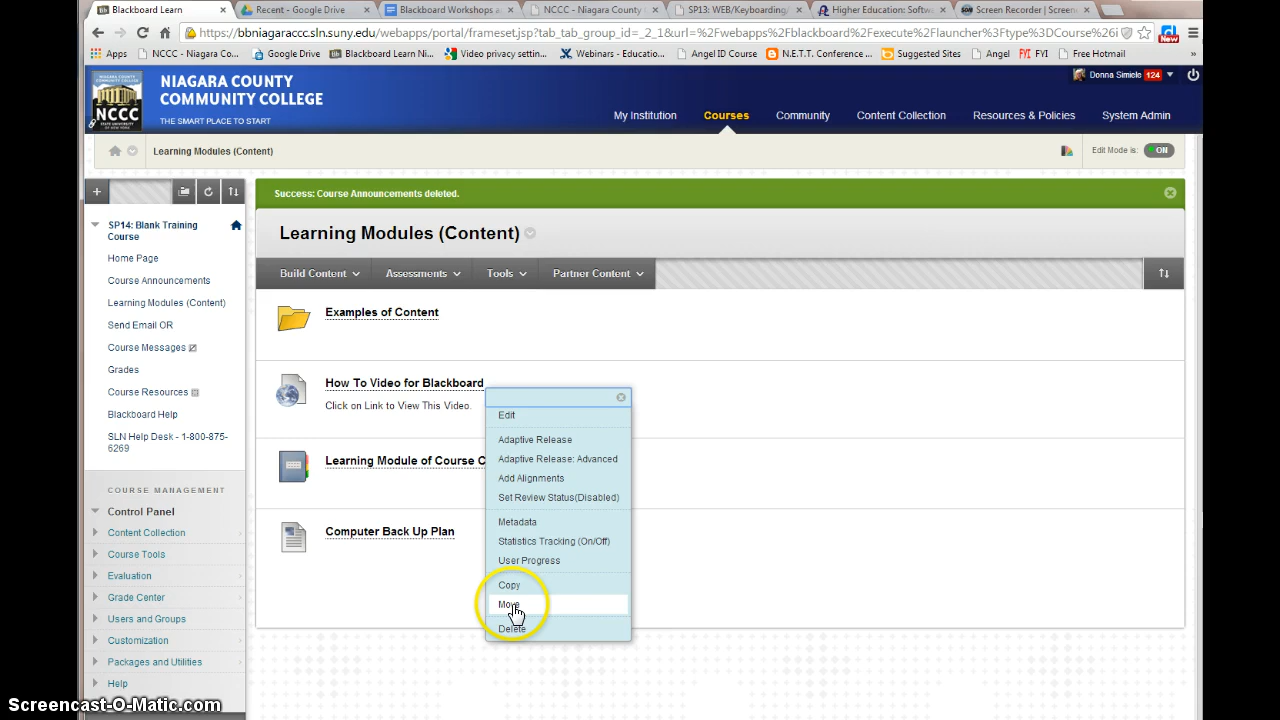 Blackboard Learn
Recent - Google Drive
Blackboard Workshops a
NCCC - Niagara County
SP13: WEB/Keyboarding/
Higher Education: Softw
Screen Recorder | Screenc
https://bbniagaraccc.sln.suny.edu/webapps/portal/frameset.jsp?tab_tab_group_id=_2_1&url=%2Fwebapps%2Fblackboard%2Fexecute%2Flauncher%3Ftype%3DCourse%26i
New
Apps
NCCC - Niagara Co...
Blackboard Learn Ni...
Video privacy setting...
Webinars - Educatio...
Angel ID Course
N.E.T.T. Conference ...
Suggested Sites
Angel
FYI FYI
Free Hotmail
»
NCCC
NIAGARA COUNTY
COMMUNITY COLLEGE
THE SMART PLACE TO START
Donna Simiele 124
My Institution
Courses
Community
Content Collection
Resources & Policies
System Admin
Learning Modules (Content)
Edit Mode is: ON
Success: Course Announcements deleted.
SP14: Blank Training
Course
Home Page
Course Announcements
Learning Modules (Content)
Send Email OR
Course Messages
Grades
Course Resources
Blackboard Help
SLN Help Desk - 1-800-875-
6269
COURSE MANAGEMENT
Control Panel
Content Collection
Course Tools
Evaluation
Grade Center
Users and Groups
Customization
Packages and Utilities
Help
Learning Modules (Content)
Build Content
Assessments
Tools
Partner Content
Examples of Content
How To Video for Blackboard
Click on Link to View This Video.
Learning Module of Course C
Computer Back Up Plan
Edit
Adaptive Release
Adaptive Release: Advanced
Add Alignments
Set Review Status(Disabled)
Metadata
Statistics Tracking (On/Off)
User Progress
Copy
Move
Delete
Screencast-O-Matic.com